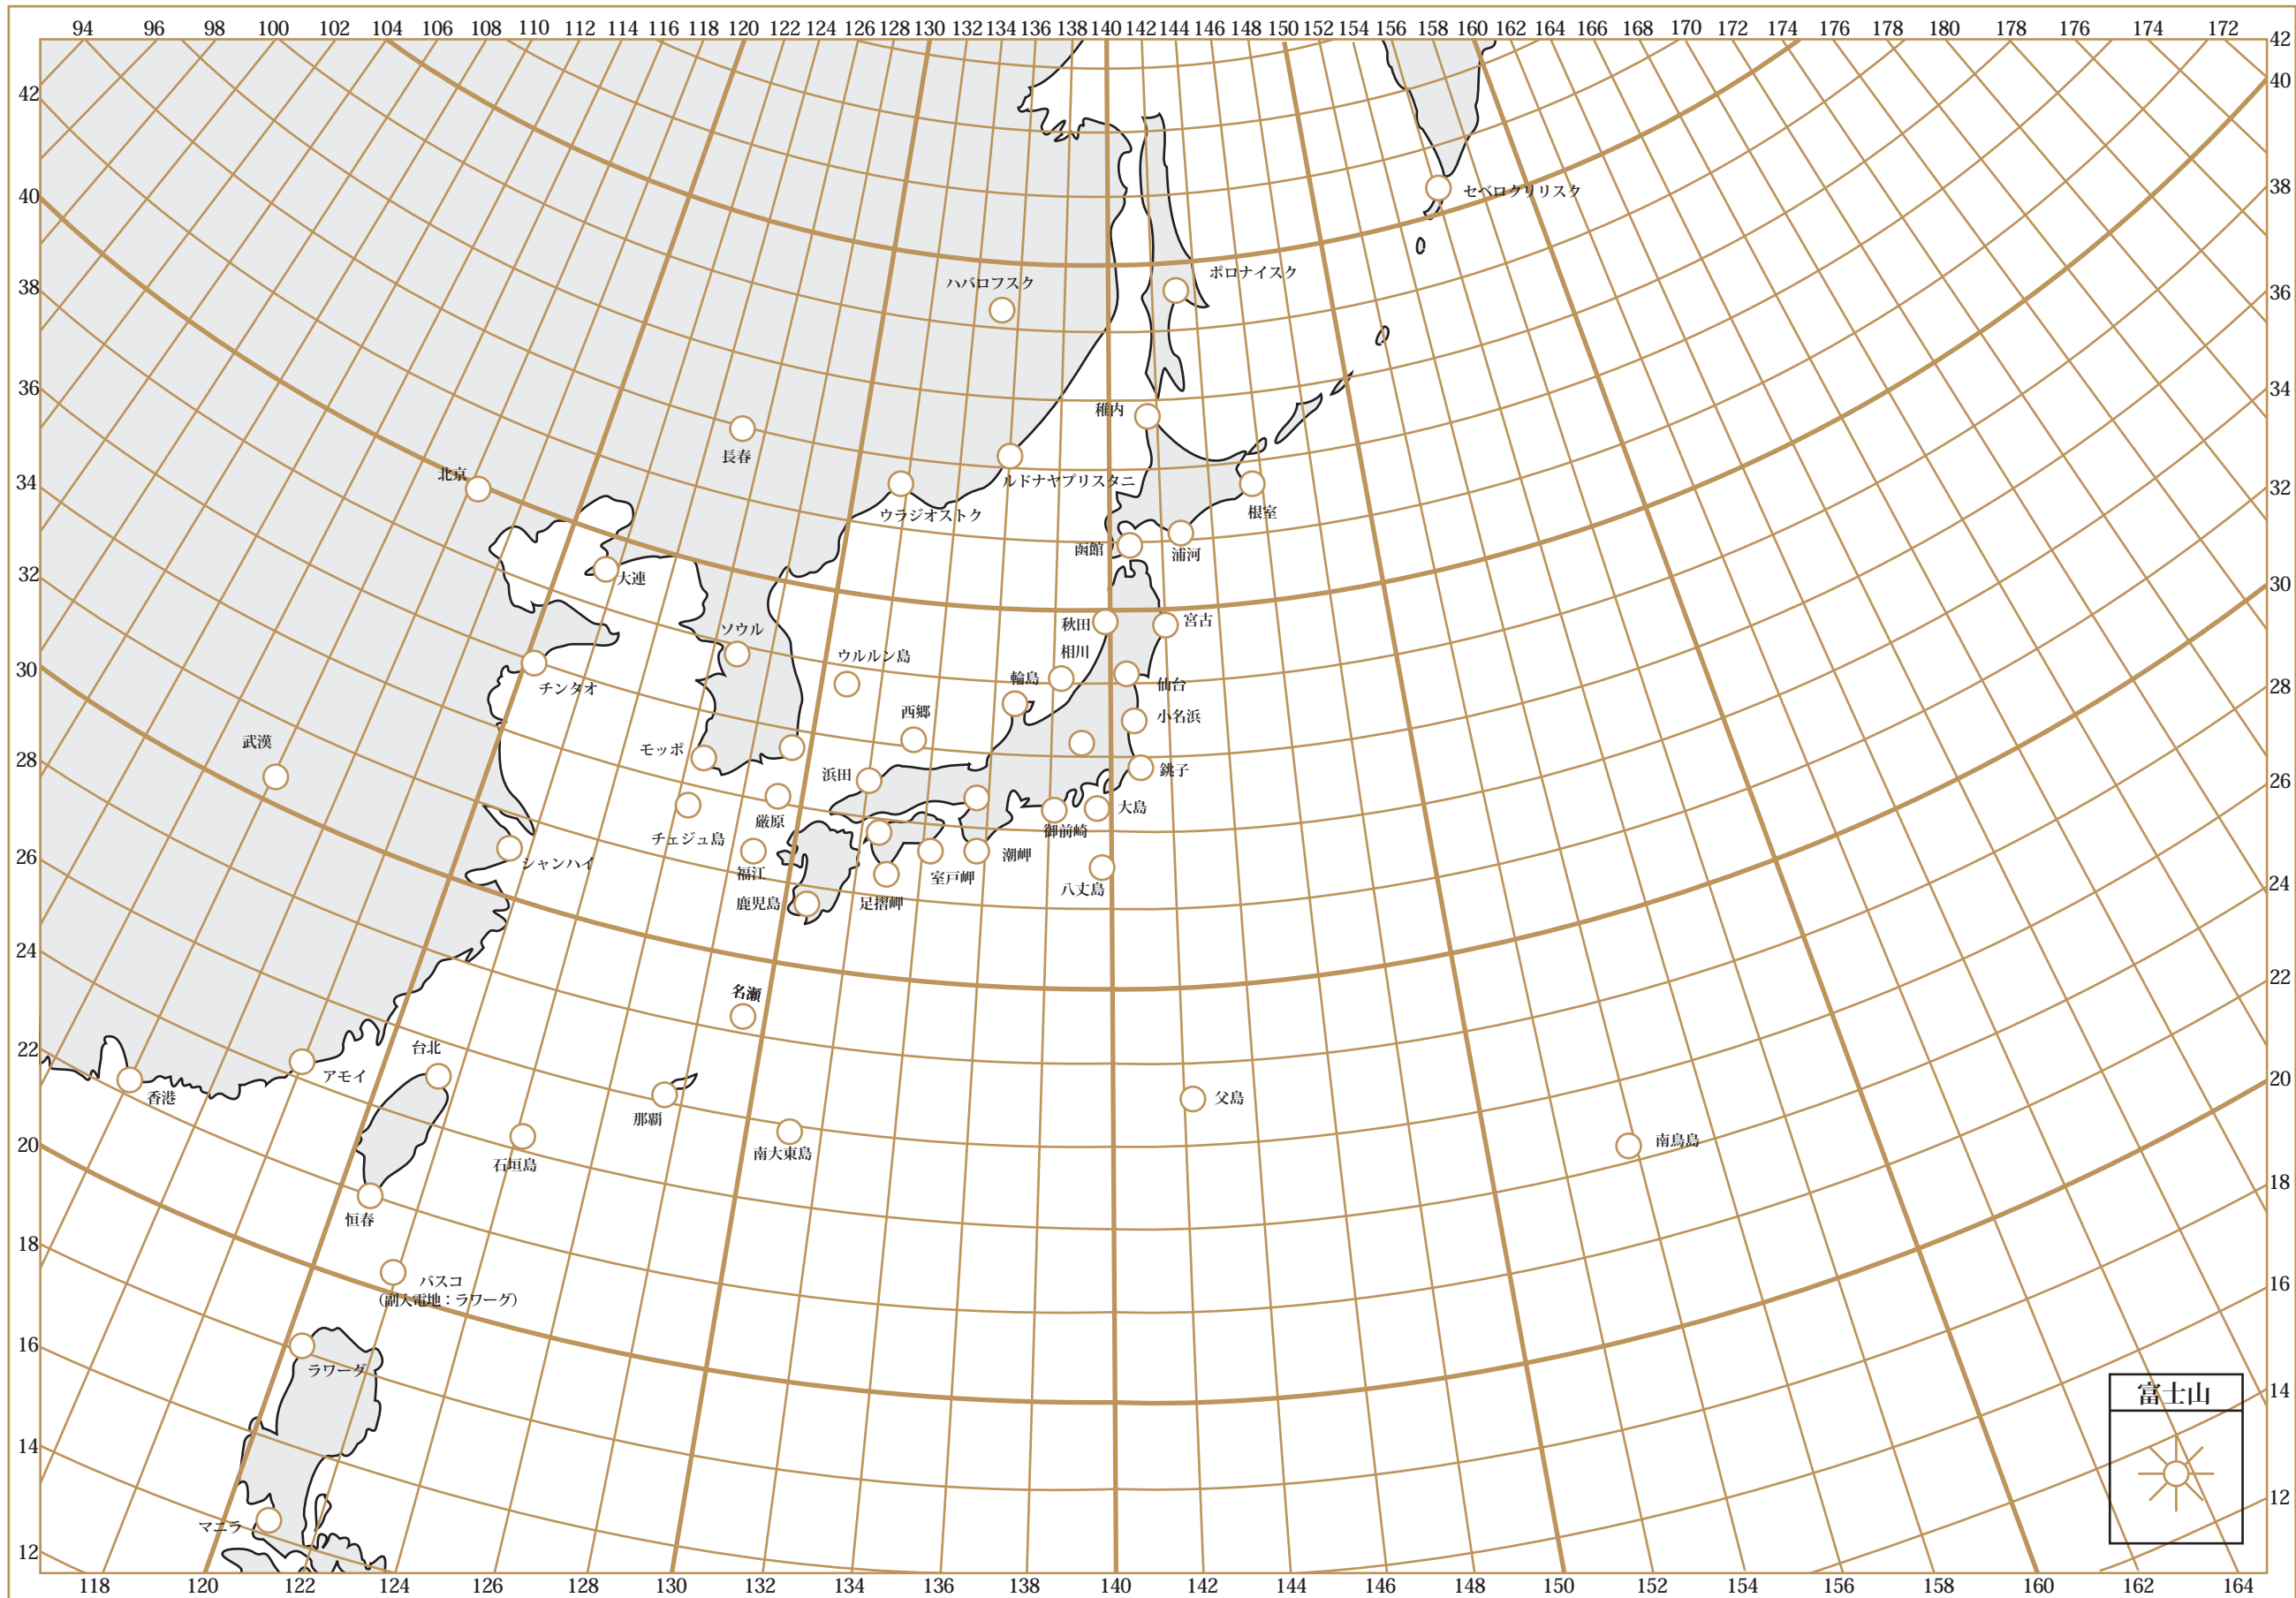 94 96 98 100 102 104 106 108 110 112 114 116 118 120 122 124 126 128 130 132 134 136 138 140 142 144 146 148 150 152 154 156 158 160 162 164 166 168 170 172 174 176 178 180 178 176 174 172
42
40
38
36
34
32
30
28
26
24
22
20
18
16
14
12
42
40
38
36
34
32
30
28
26
24
22
20
18
16
14
12
セベロクリリスク
ポロナイスク
ハバロフスク
稚内
長春
北京
ルドナヤプリスタニ
ウラジオストク
根室
函館
浦河
大連
秋田
宮古
ソウル
相川
ウルルン島
輪島
仙台
チンタオ
西郷
小名浜
武漢
モッポ
浜田
銚子
大島
厳原
御前崎
チェジュ島
潮岬
シャンハイ
福江
室戸岬
八丈島
鹿児島
足摺岬
名瀬
台北
アモイ
香港
那覇
父島
南鳥島
南大東島
石垣島
恒春
バスコ
(副入電地：ラワーグ)
ラワーグ
富士山
マニラ
118 120 122 124 126 128 130 132 134 136 138 140 142 144 146 148 150 152 154 156 158 160 162 164